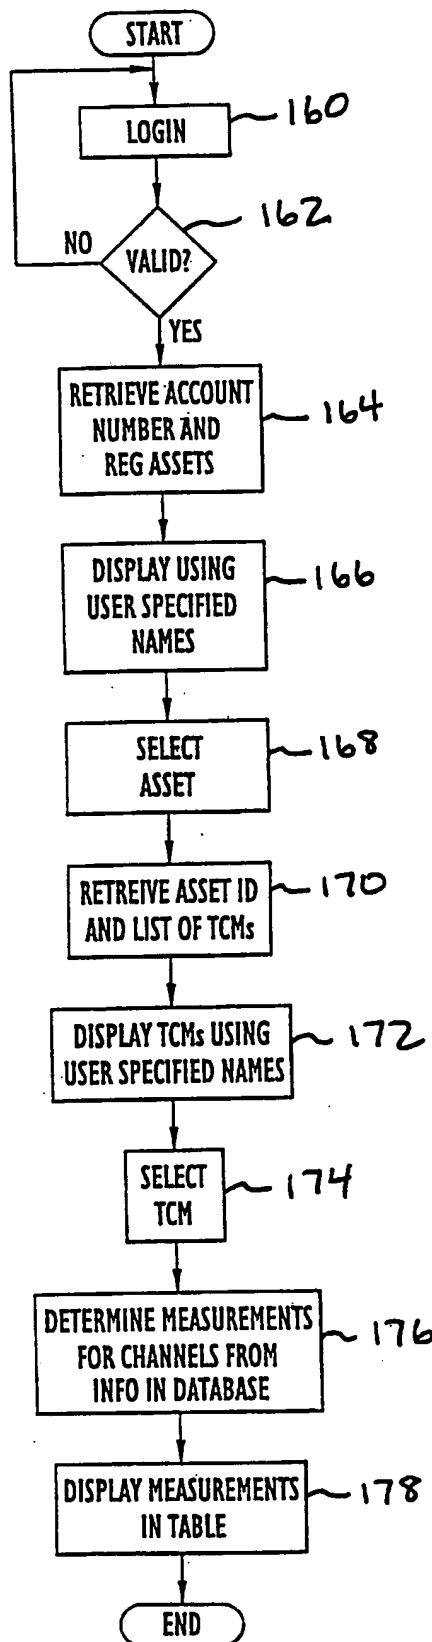 START
LOGIN
160
162
VALID?
NO
YES
RETRIEVE ACCOUNT
NUMBER AND
REG ASSETS
164
DISPLAY USING
USER SPECIFIED
NAMES
166
SELECT
ASSET
168
RETREIVE ASSET ID
AND LIST OF TCMs
170
DISPLAY TCMs USING
USER SPECIFIED NAMES
172
SELECT
TCM
174
DETERMINE MEASUREMENTS
FOR CHANNELS FROM
INFO IN DATABASE
176
DISPLAY MEASUREMENTS
IN TABLE
178
END